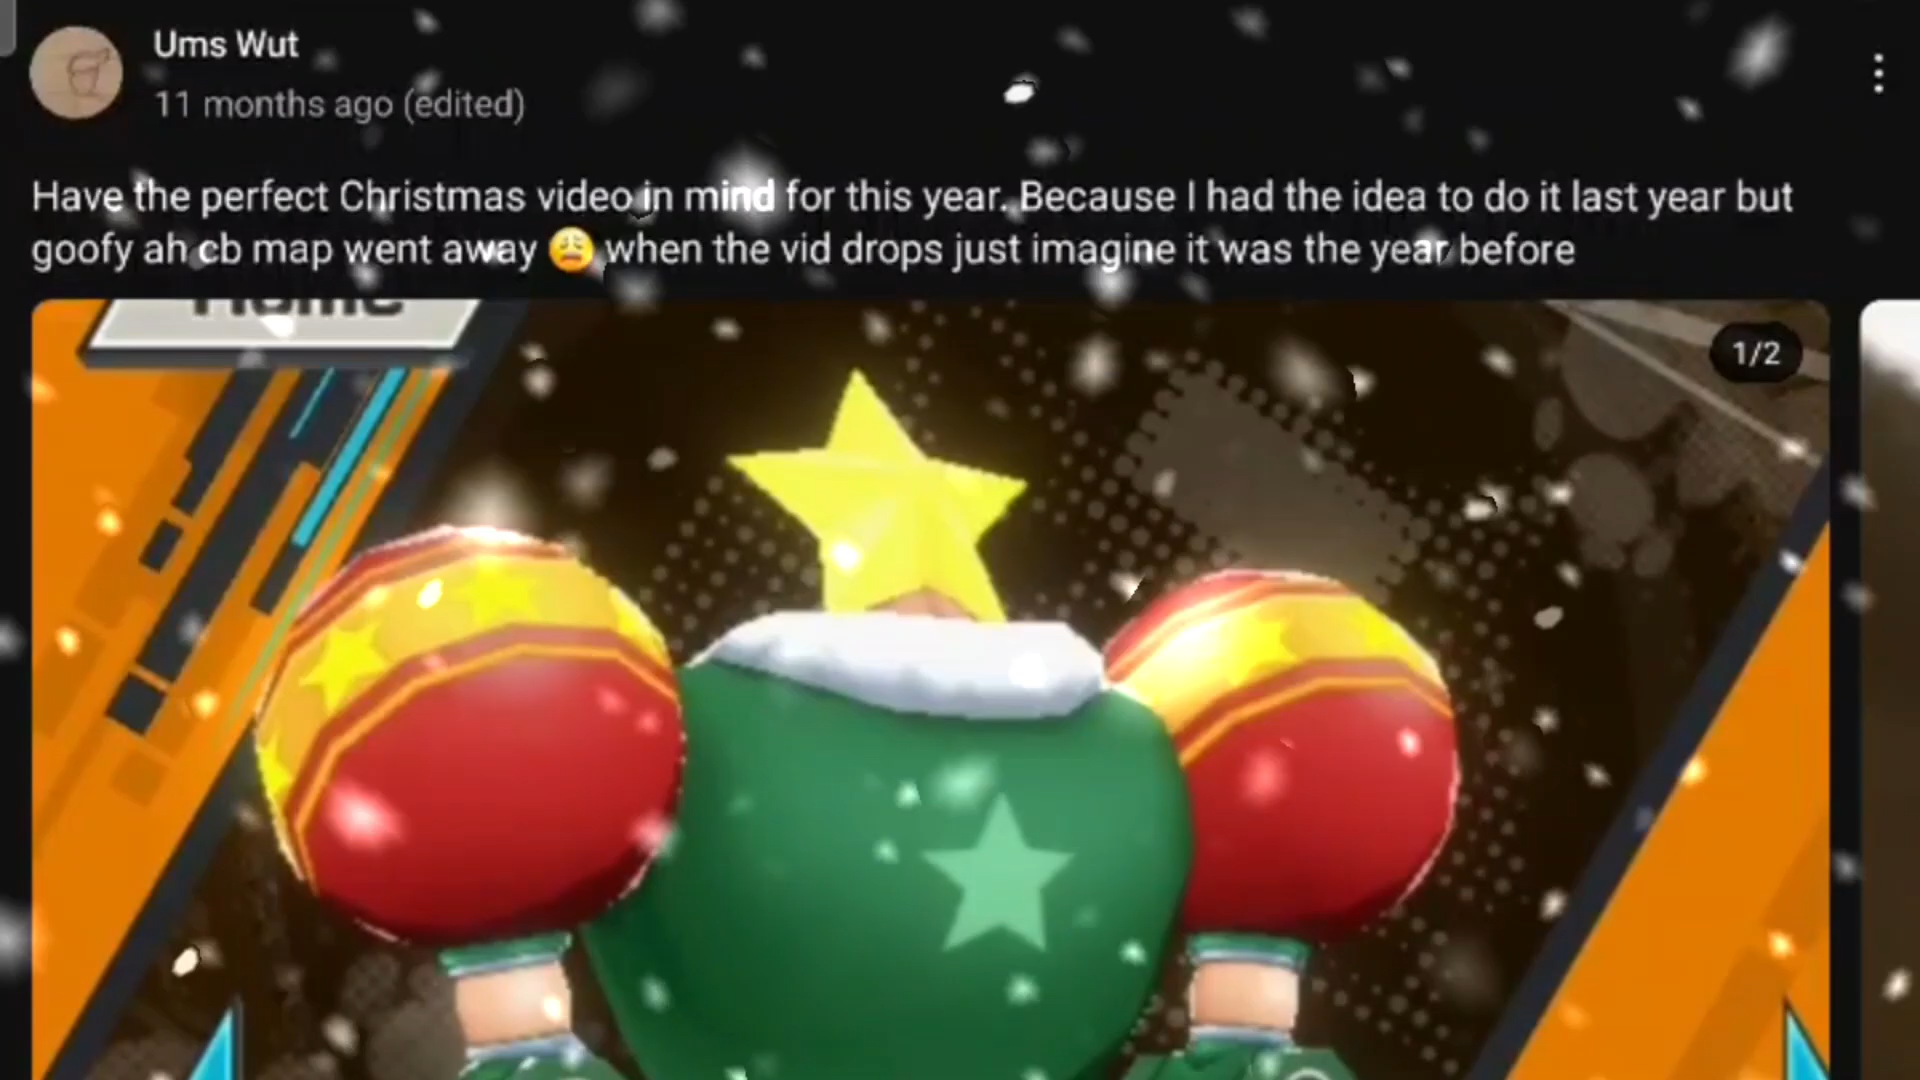 Ums Wut
11 months ago (edited)
Have the perfect Christmas video in mind for this year. Because I had the idea to do it last year but
goofy ah cb map went away 😩 when the vid drops just imagine it was the year before
Home
1/2